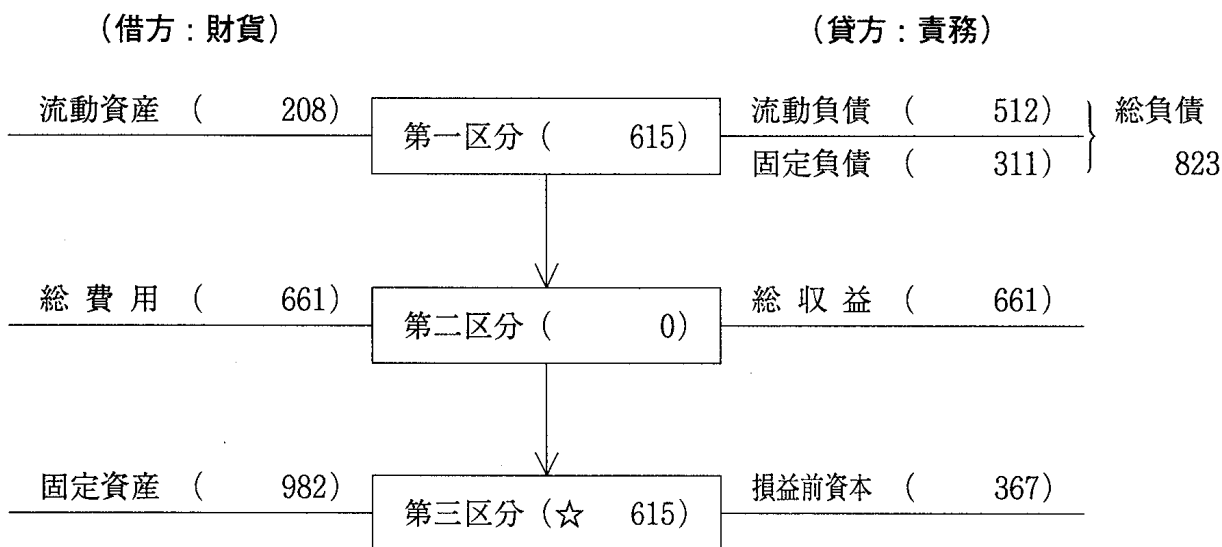 (借方:財貨) (貸方:責務)
流動資産 ( 208) 第一区分 ( 615) 流動負債 ( 512) 総負債
固定負債 ( 311) 823
総費用 ( 661) 第二区分 ( 0) 総収益 ( 661)
固定資産 ( 982) 第三区分 (☆ 615) 損益前資本 ( 367)